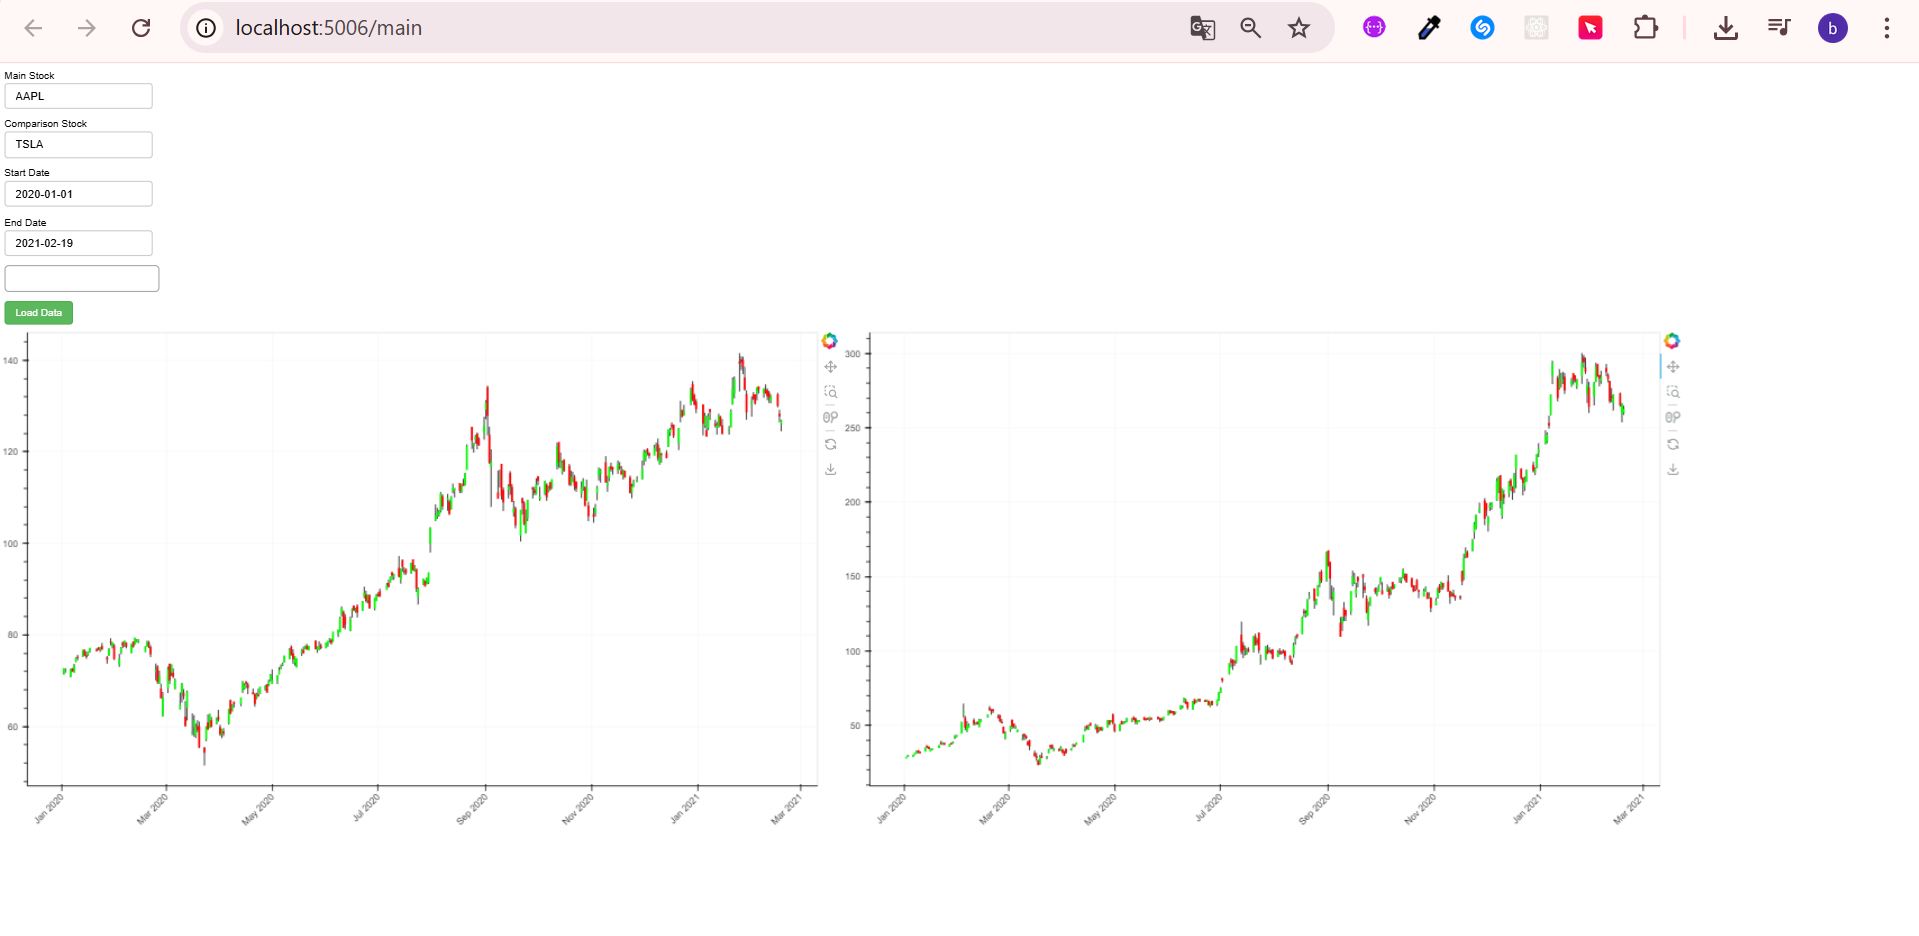 localhost:5006/main
b
Main Stock
AAPL
Comparison Stock
TSLA
Start Date
2020-01-01
End Date
2021-02-19
Load Data
140
120
100
80
60
Jan 2020
Mar 2020
May 2020
Jul 2020
Sep 2020
Nov 2020
Jan 2021
Mar 2021
300
250
200
150
100
50
Jan 2020
Mar 2020
May 2020
Jul 2020
Sep 2020
Nov 2020
Jan 2021
Mar 2021